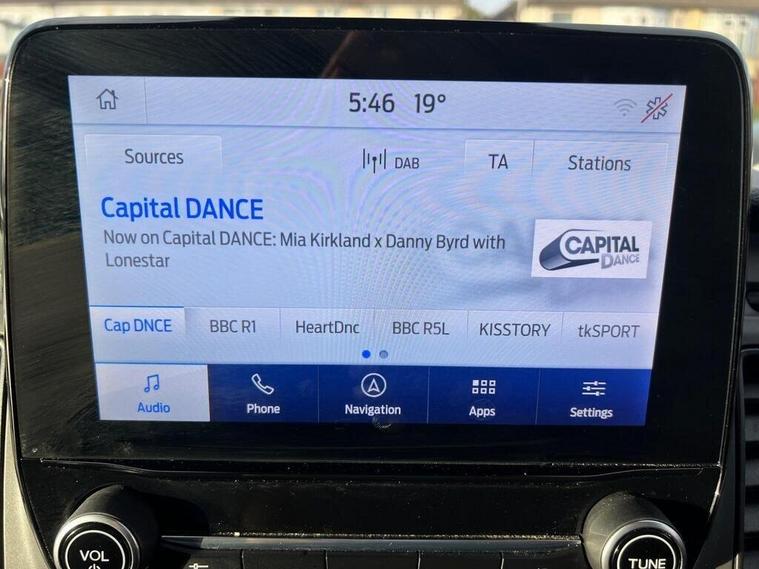 5:46 19°
Sources DAB TA Stations
Capital DANCE
Now on Capital DANCE: Mia Kirkland x Danny Byrd with
Lonestar
CAPITAL
DANCE
Cap DNCE BBC R1 HeartDnc BBC R5L KISSTORY tkSPORT
Audio Phone Navigation Apps Settings
VOL TUNE